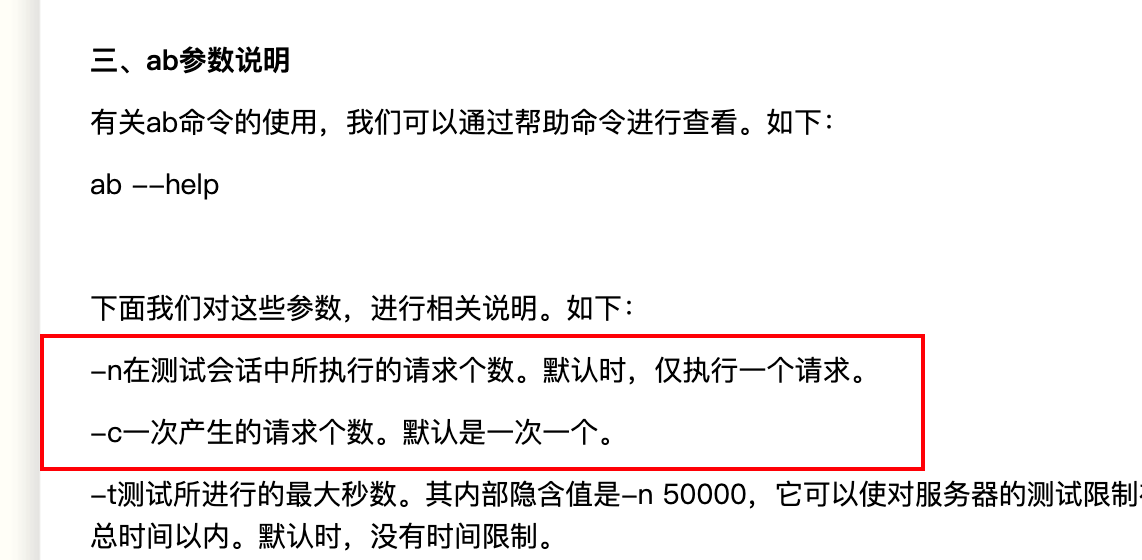 三、ab参数说明
有关ab命令的使用，我们可以通过帮助命令进行查看。如下：
ab --help
下面我们对这些参数，进行相关说明。如下：
-n在测试会话中所执行的请求个数。默认时，仅执行一个请求。
-c一次产生的请求个数。默认是一次一个。
-t测试所进行的最大秒数。其内部隐含值是-n 50000，它可以使对服务器的测试限制
总时间以内。默认时，没有时间限制。